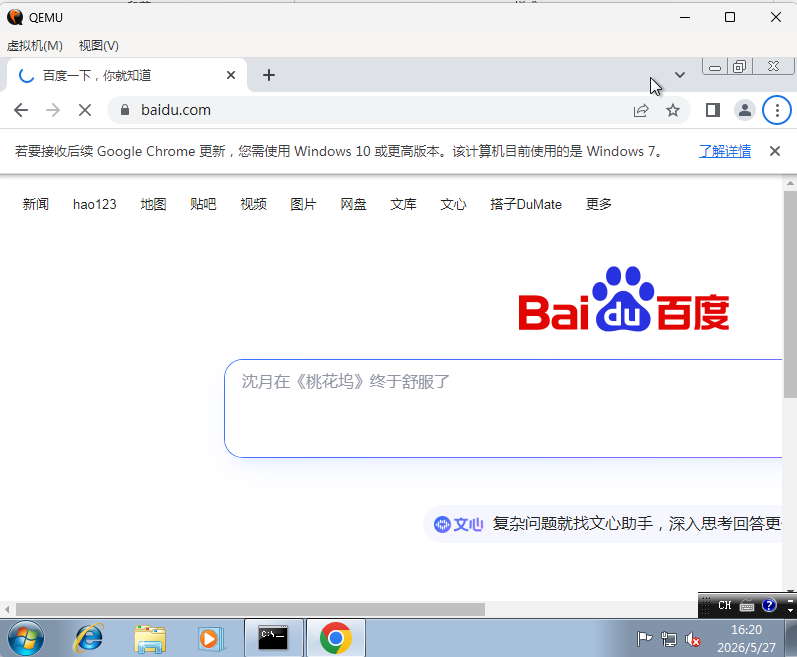 QEMU
虚拟机(M) 视图(V)
百度一下，你就知道
baidu.com
若要接收后续 Google Chrome 更新，您需使用 Windows 10 或更高版本。该计算机目前使用的是 Windows 7。 了解详情
新闻 hao123 地图 贴吧 视频 图片 网盘 文库 文心 搭子DuMate 更多
Bai du 百度
沈月在《桃花坞》终于舒服了
文心 复杂问题就找文心助手，深入思考回答更
CH
C:\_
16:20
2026/5/27